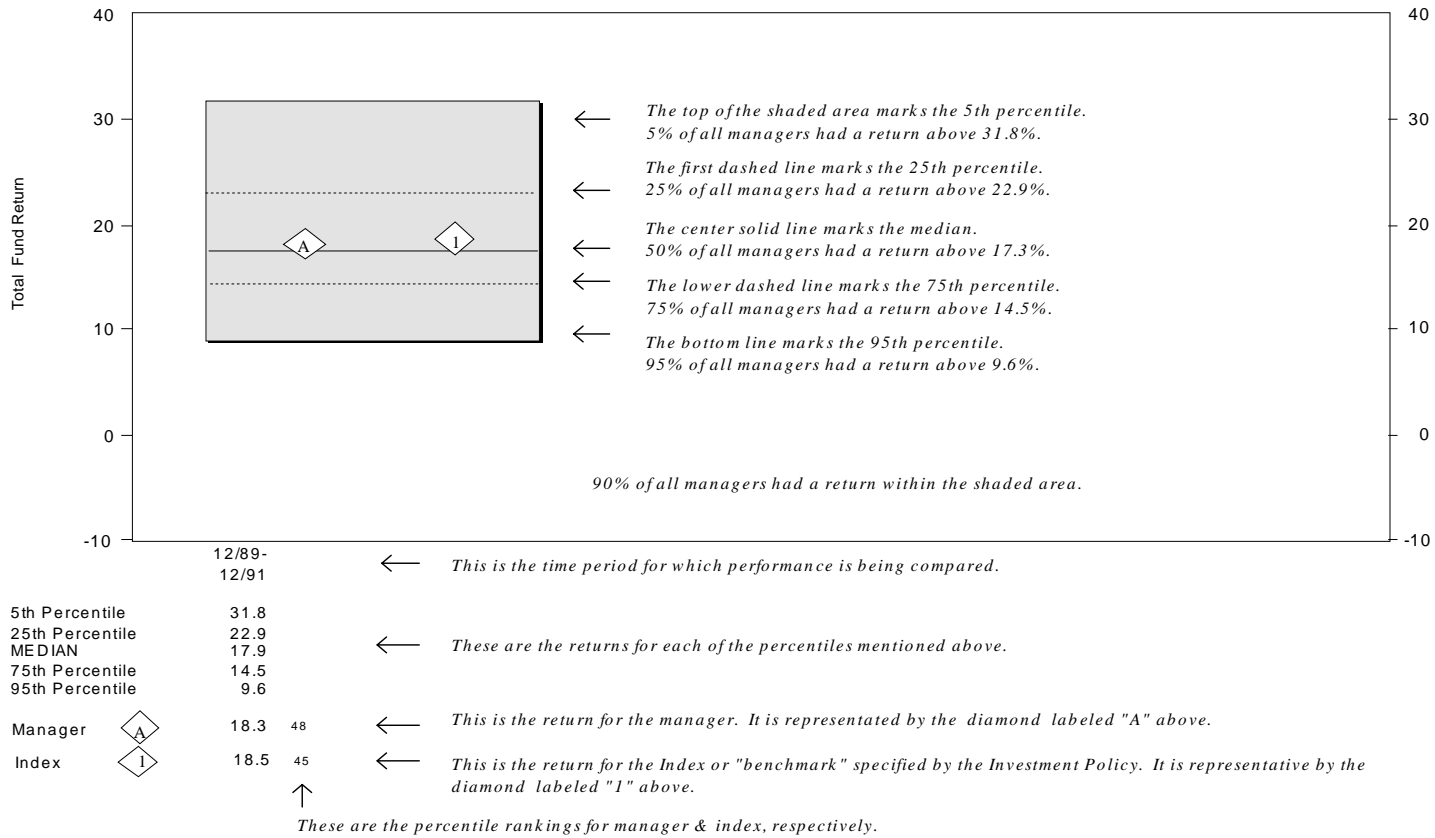 40 40
The top of the shaded area marks the 5th percentile.
30 30
5% of all managers had a return above 31.8%.
The first dashed line marks the 25th percentile.
25% of all managers had a return above 22.9%.
Total Fund Return
20 20
The center solid line marks the median.
A 1
50% of all managers had a return above 17.3%.
The lower dashed line marks the 75th percentile.
75% of all managers had a return above 14.5%.
10 10
The bottom line marks the 95th percentile.
95% of all managers had a return above 9.6%.
0 0
90% of all managers had a return within the shaded area.
-10 -10
12/89-
12/91
This is the time period for which performance is being compared.
5th Percentile 31.8
25th Percentile 22.9
MEDIAN 17.9
These are the returns for each of the percentiles mentioned above.
75th Percentile 14.5
95th Percentile 9.6
Manager A 18.3 48 This is the return for the manager. It is representated by the diamond labeled "A" above.
Index 1 18.5 45 This is the return for the Index or "benchmark" specified by the Investment Policy. It is representative by the
diamond labeled "1" above.
These are the percentile rankings for manager & index, respectively.